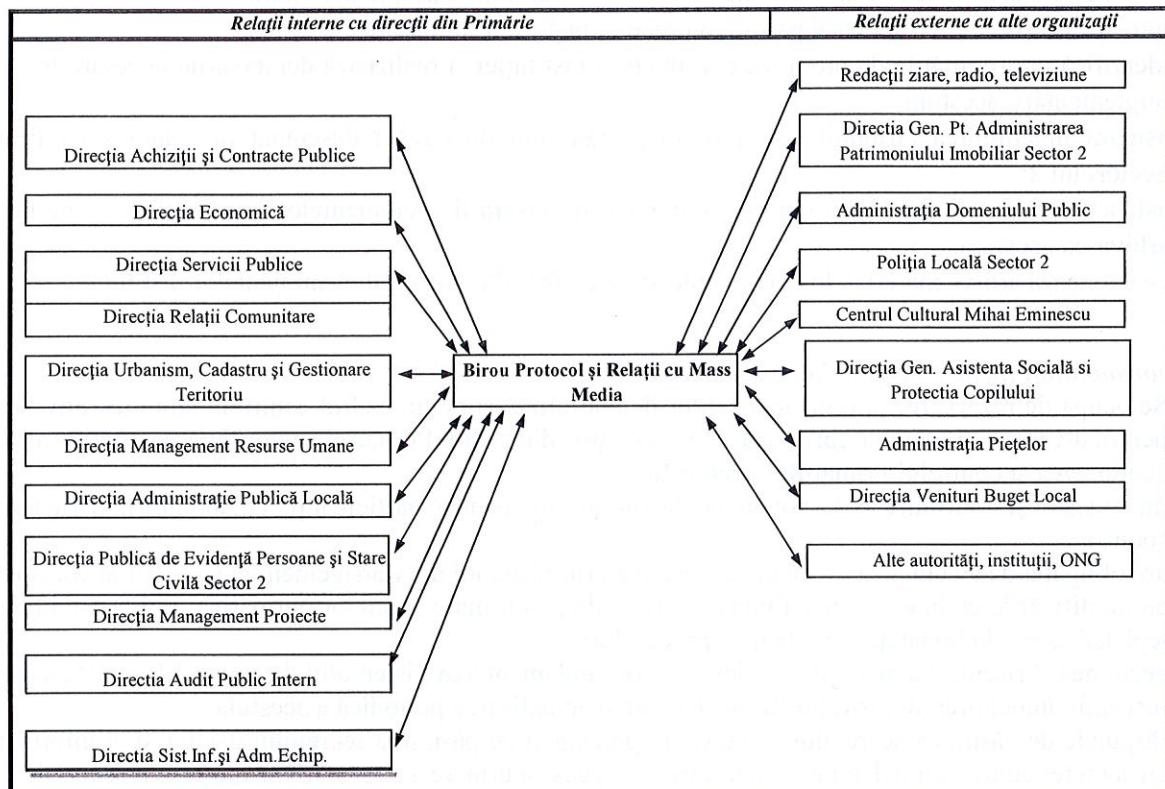 Relații interne cu direcții din Primărie
Relații externe cu alte organizații
Direcția Achiziții și Contracte Publice
Direcția Economică
Direcția Servicii Publice
Direcția Relații Comunitare
Direcția Urbanism, Cadastru și Gestionare
Teritoriu
Direcția Management Resurse Umane
Direcția Administrație Publică Locală
Direcția Publică de Evidență Persoane și Stare
Civilă Sector 2
Direcția Management Proiecte
Directia Audit Public Intern
Directia Sist.Inf.și Adm.Echip.
Birou Protocol și Relații cu Mass
Media
Redacții ziare, radio, televiziune
Directia Gen. Pt. Administrarea
Patrimoniului Imobiliar Sector 2
Administrația Domeniului Public
Poliția Locală Sector 2
Centrul Cultural Mihai Eminescu
Direcția Gen. Asistenta Socială si
Protectia Copilului
Administrația Piețelor
Direcția Venituri Buget Local
Alte autorități, instituții, ONG